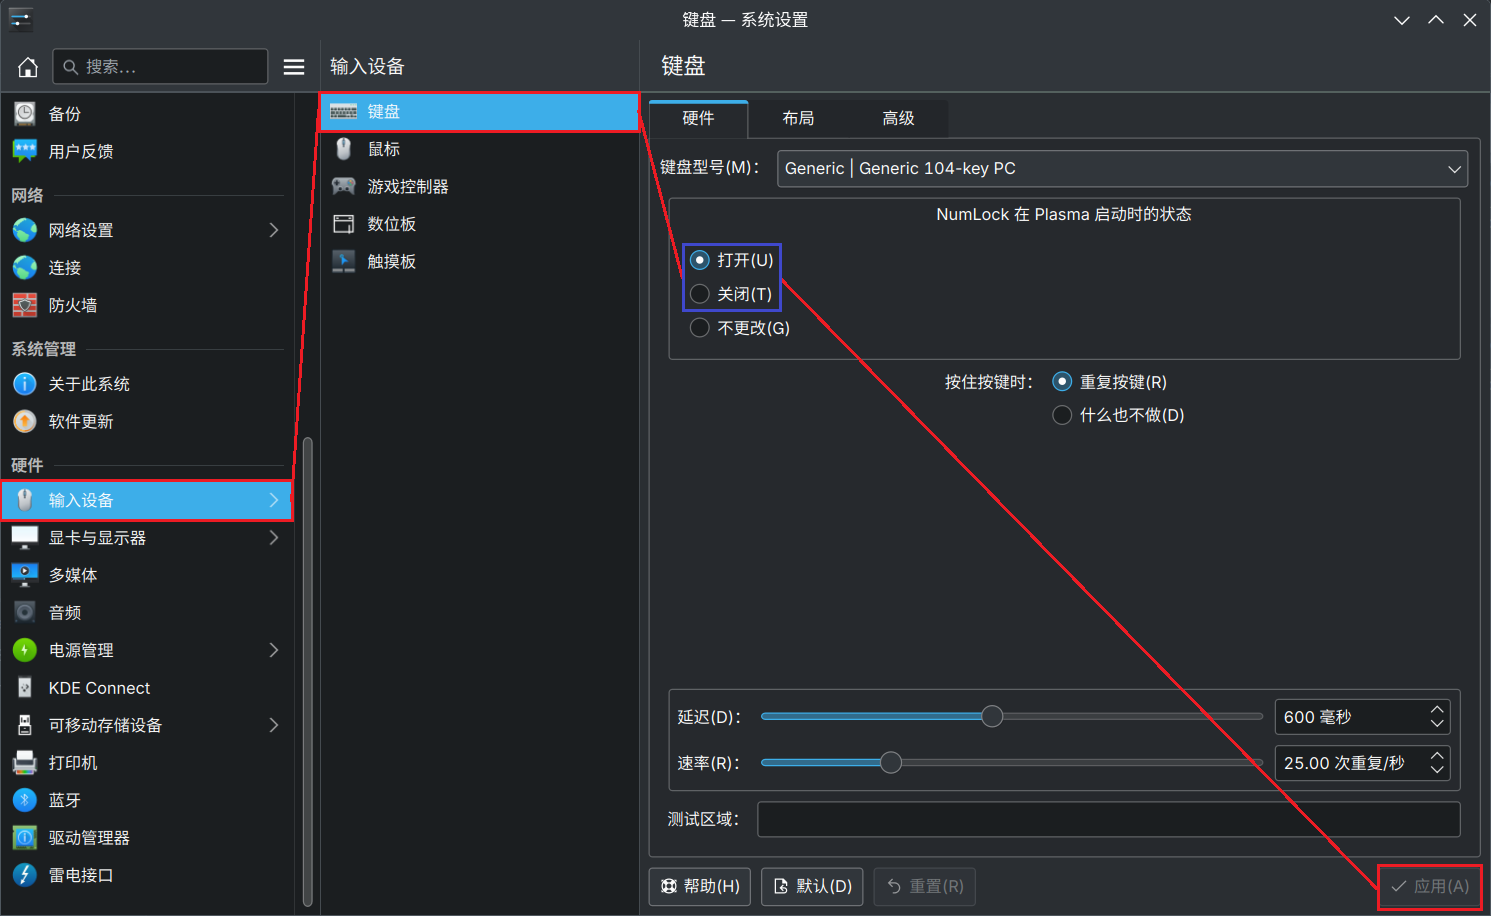 键盘 — 系统设置
搜索...
备份
用户反馈
网络
网络设置
连接
防火墙
系统管理
关于此系统
软件更新
硬件
输入设备
显卡与显示器
多媒体
音频
电源管理
KDE Connect
可移动存储设备
打印机
蓝牙
驱动管理器
雷电接口
输入设备
键盘
鼠标
游戏控制器
数位板
触摸板
键盘
硬件 布局 高级
键盘型号(M)： Generic | Generic 104-key PC
NumLock 在 Plasma 启动时的状态
打开(U)
关闭(T)
不更改(G)
按住按键时： 重复按键(R)
什么也不做(D)
延迟(D)： 600 毫秒
速率(R)： 25.00 次重复/秒
测试区域：
帮助(H) 默认(D) 重置(R) 应用(A)